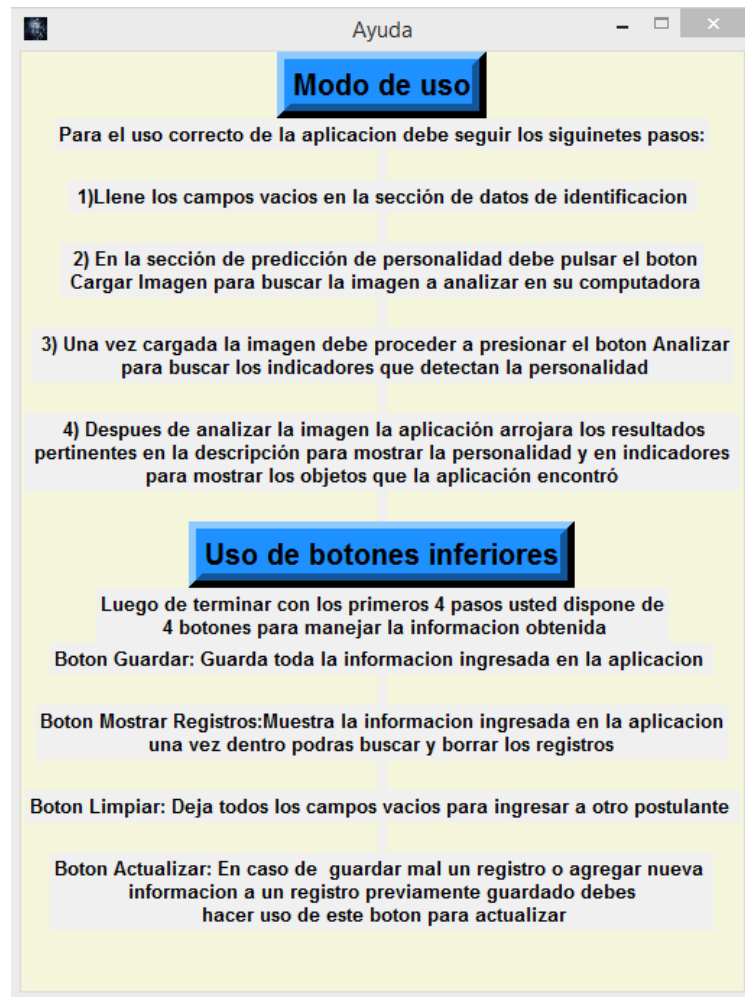 Ayuda
Modo de uso
Para el uso correcto de la aplicacion debe seguir los siguinetes pasos:
1)Llene los campos vacios en la sección de datos de identificacion
2) En la sección de predicción de personalidad debe pulsar el boton
Cargar Imagen para buscar la imagen a analizar en su computadora
3) Una vez cargada la imagen debe proceder a presionar el boton Analizar
para buscar los indicadores que detectan la personalidad
4) Despues de analizar la imagen la aplicación arrojara los resultados
pertinentes en la descripción para mostrar la personalidad y en indicadores
para mostrar los objetos que la aplicación encontró
Uso de botones inferiores
Luego de terminar con los primeros 4 pasos usted dispone de
4 botones para manejar la informacion obtenida
Boton Guardar: Guarda toda la informacion ingresada en la aplicacion
Boton Mostrar Registros:Muestra la informacion ingresada en la aplicacion
una vez dentro podras buscar y borrar los registros
Boton Limpiar: Deja todos los campos vacios para ingresar a otro postulante
Boton Actualizar: En caso de  guardar mal un registro o agregar nueva
informacion a un registro previamente guardado debes
hacer uso de este boton para actualizar